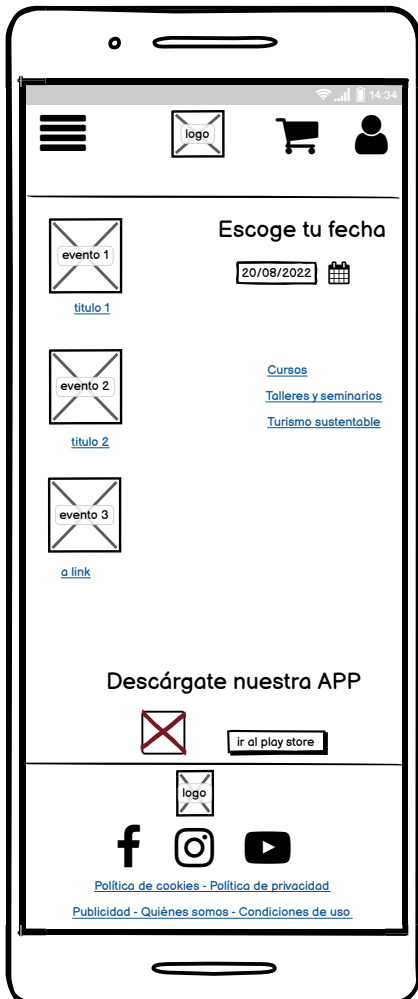 14:34
logo
Escoge tu fecha
evento 1
20/08/2022
titulo 1
evento 2
Cursos
Talleres y seminarios
Turismo sustentable
titulo 2
evento 3
a link
Descárgate nuestra APP
ir al play store
logo
Política de cookies - Política de privacidad
Publicidad - Quiénes somos - Condiciones de uso